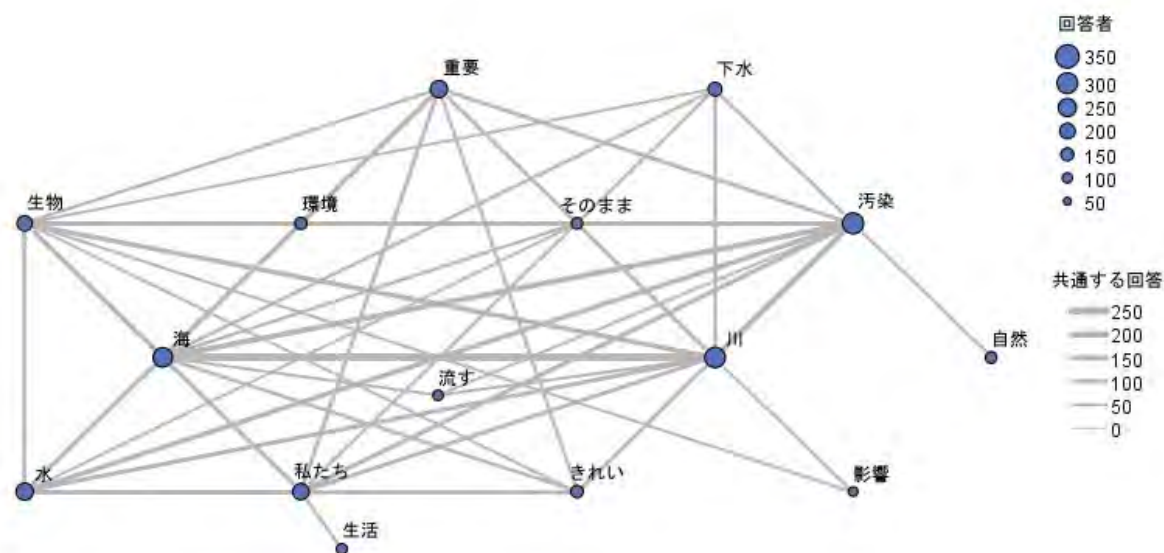 回答者
350
300
250
200
150
100
50
重要
下水
生物
環境
そのまま
汚染
共通する回答
250
200
150
100
50
0
海
川
自然
流す
水
私たち
きれい
影響
生活